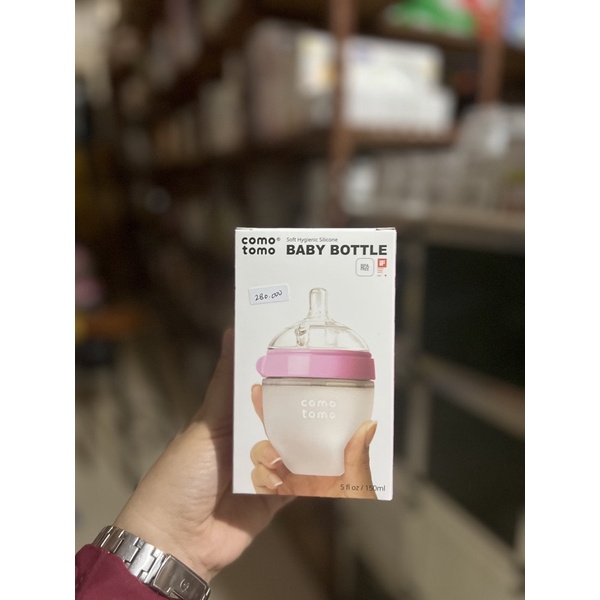 como®
tomo
Soft Hygienic Silicone
BABY BOTTLE
280.000
como
tomo
5 fl oz / 150ml